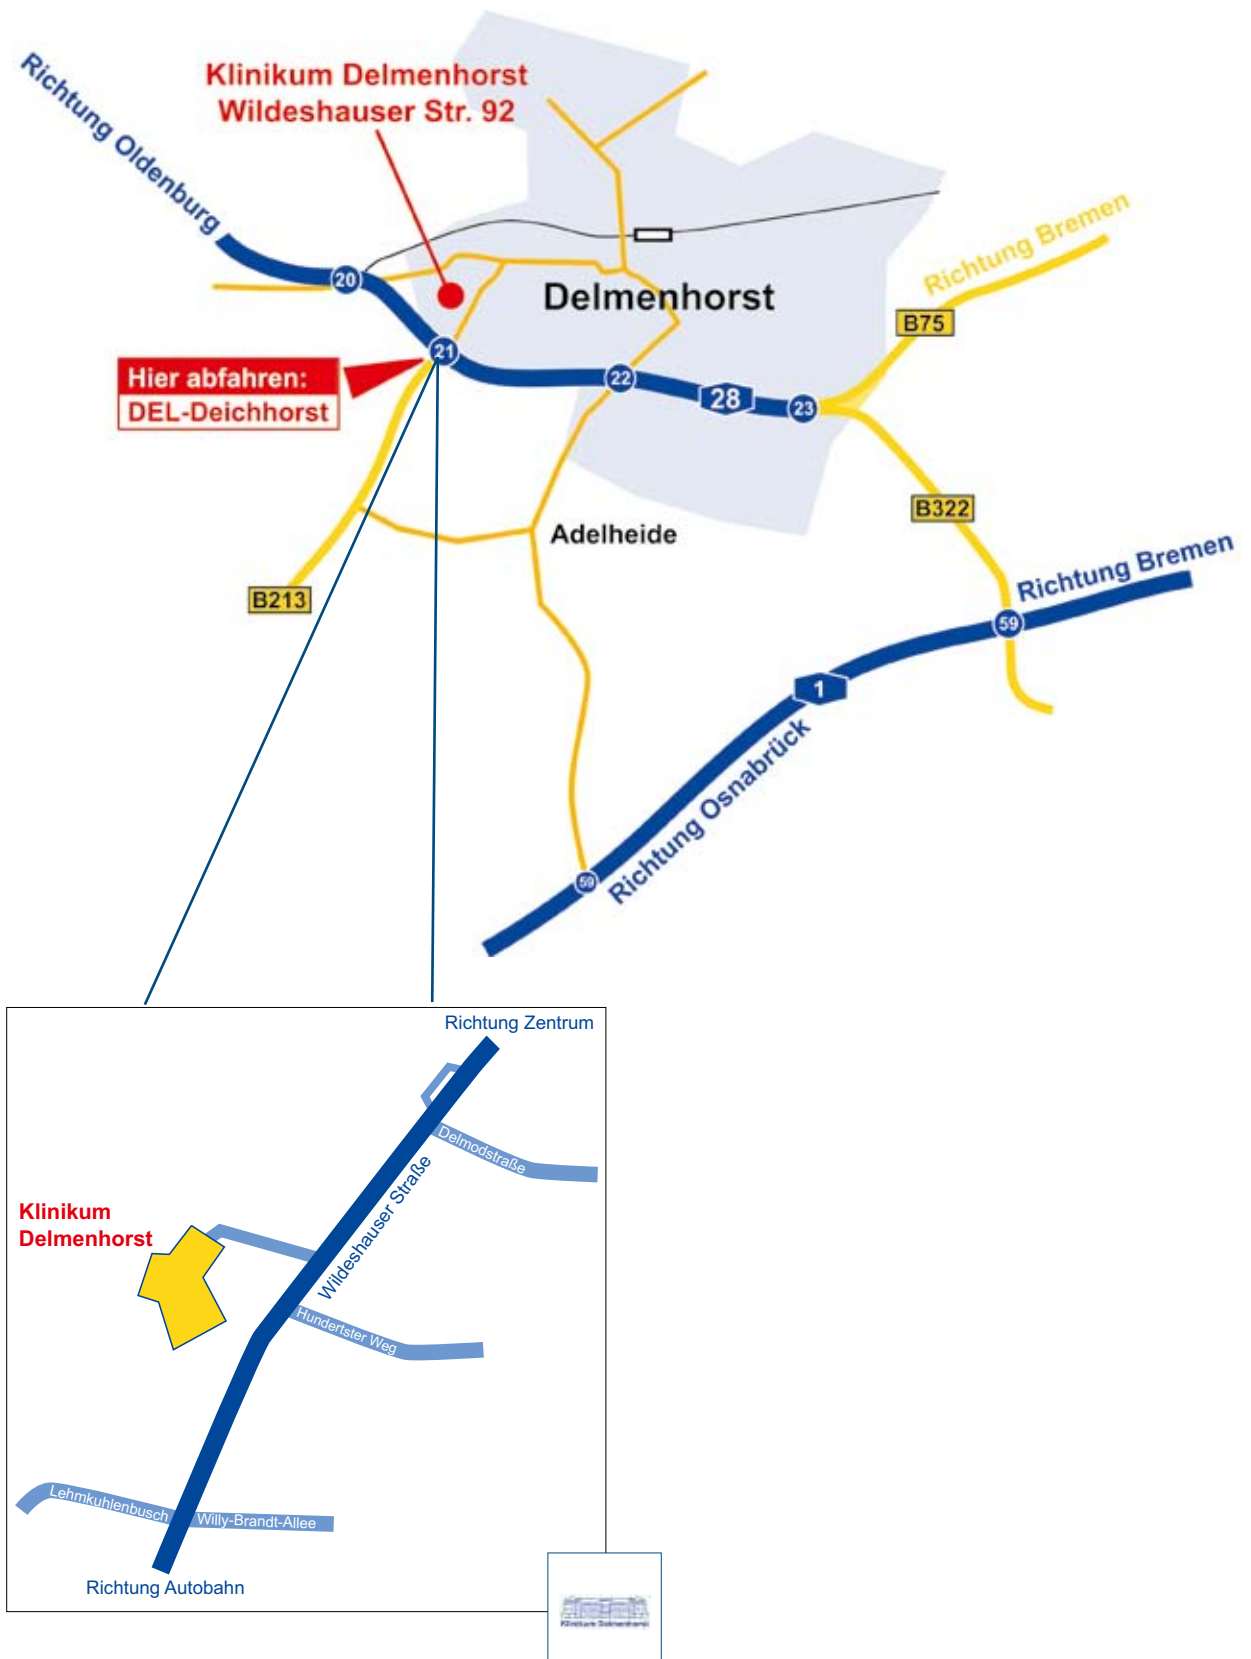 Richtung Oldenburg
Klinikum Delmenhorst
Wildeshauser Str. 92
Richtung Bremen
20
Delmenhorst
B75
21
Hier abfahren:
DEL-Deichhorst
22
28
23
B322
Adelheide
Richtung Bremen
B213
59
1
Richtung Osnabrück
59
Richtung Zentrum
Delmodstraße
Wildeshauser Straße
Klinikum
Delmenhorst
Hundertster Weg
Lehmkuhlenbusch
Willy-Brandt-Allee
Richtung Autobahn
Klinikum Delmenhorst